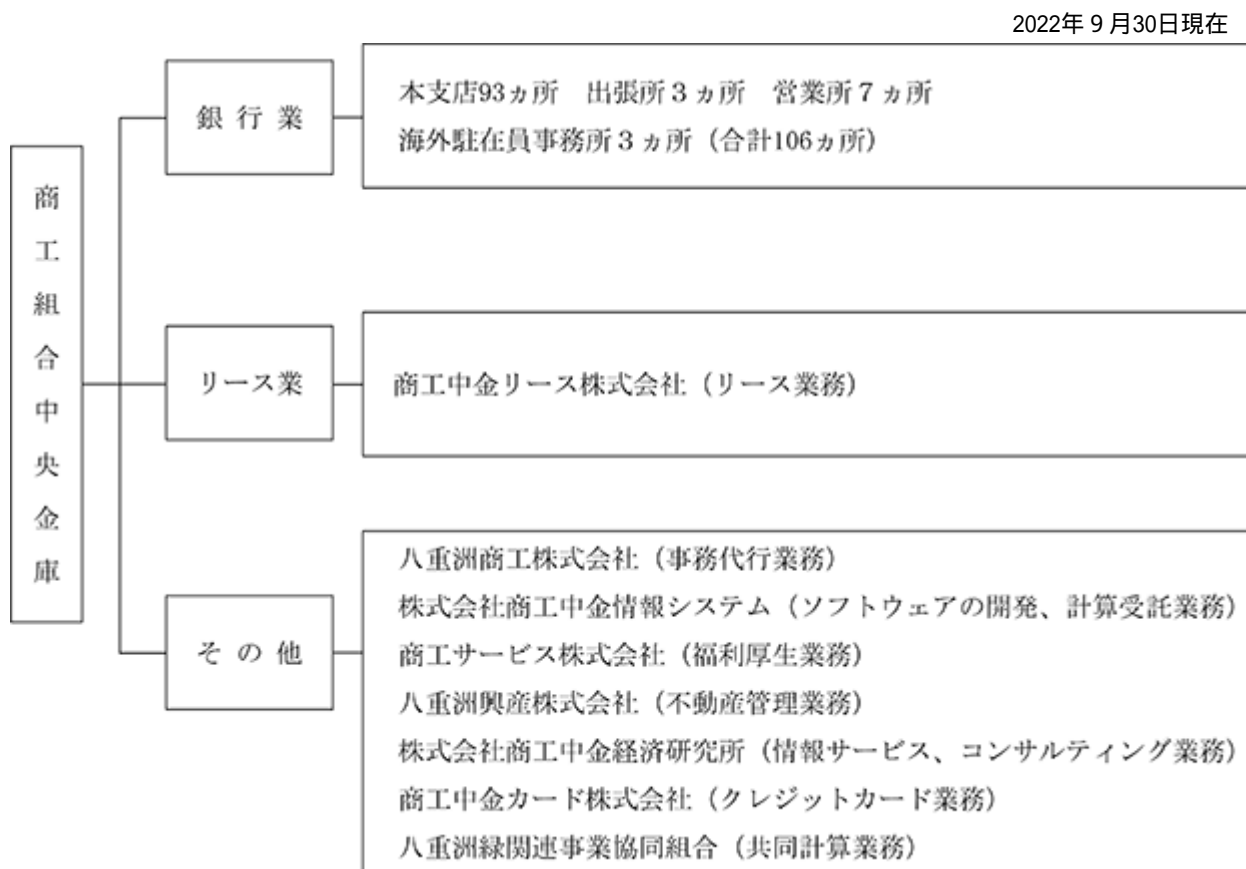 2022年９月30日現在
商工組合中央金庫
銀行業
本支店93ヵ所　出張所３ヵ所　営業所７ヵ所
海外駐在員事務所３ヵ所（合計106ヵ所）
リース業
商工中金リース株式会社（リース業務）
その他
八重洲商工株式会社（事務代行業務）
株式会社商工中金情報システム（ソフトウェアの開発、計算受託業務）
商工サービス株式会社（福利厚生業務）
八重洲興産株式会社（不動産管理業務）
株式会社商工中金経済研究所（情報サービス、コンサルティング業務）
商工中金カード株式会社（クレジットカード業務）
八重洲緑関連事業協同組合（共同計算業務）